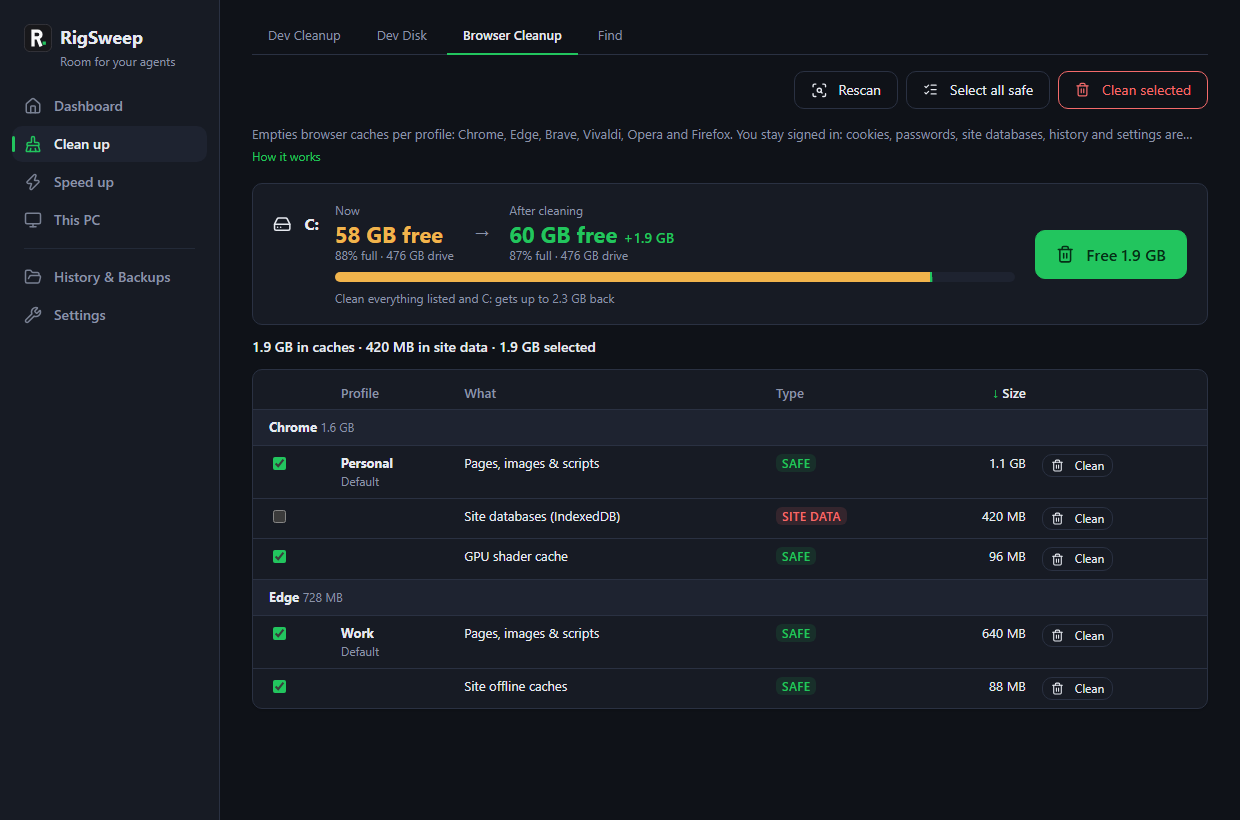 R.
RigSweep
Room for your agents
Dashboard
Clean up
Speed up
This PC
History & Backups
Settings
Dev Cleanup
Dev Disk
Browser Cleanup
Find
Rescan
Select all safe
Clean selected
Empties browser caches per profile: Chrome, Edge, Brave, Vivaldi, Opera and Firefox. You stay signed in: cookies, passwords, site databases, history and settings are...
How it works
C:
Now
58 GB free
88% full · 476 GB drive
→
After cleaning
60 GB free +1.9 GB
87% full · 476 GB drive
Clean everything listed and C: gets up to 2.3 GB back
Free 1.9 GB
1.9 GB in caches · 420 MB in site data · 1.9 GB selected
Profile What Type ↓ Size
Chrome 1.6 GB
Personal Pages, images & scripts SAFE 1.1 GB Clean
Default
Site databases (IndexedDB) SITE DATA 420 MB Clean
GPU shader cache SAFE 96 MB Clean
Edge 728 MB
Work Pages, images & scripts SAFE 640 MB Clean
Default
Site offline caches SAFE 88 MB Clean